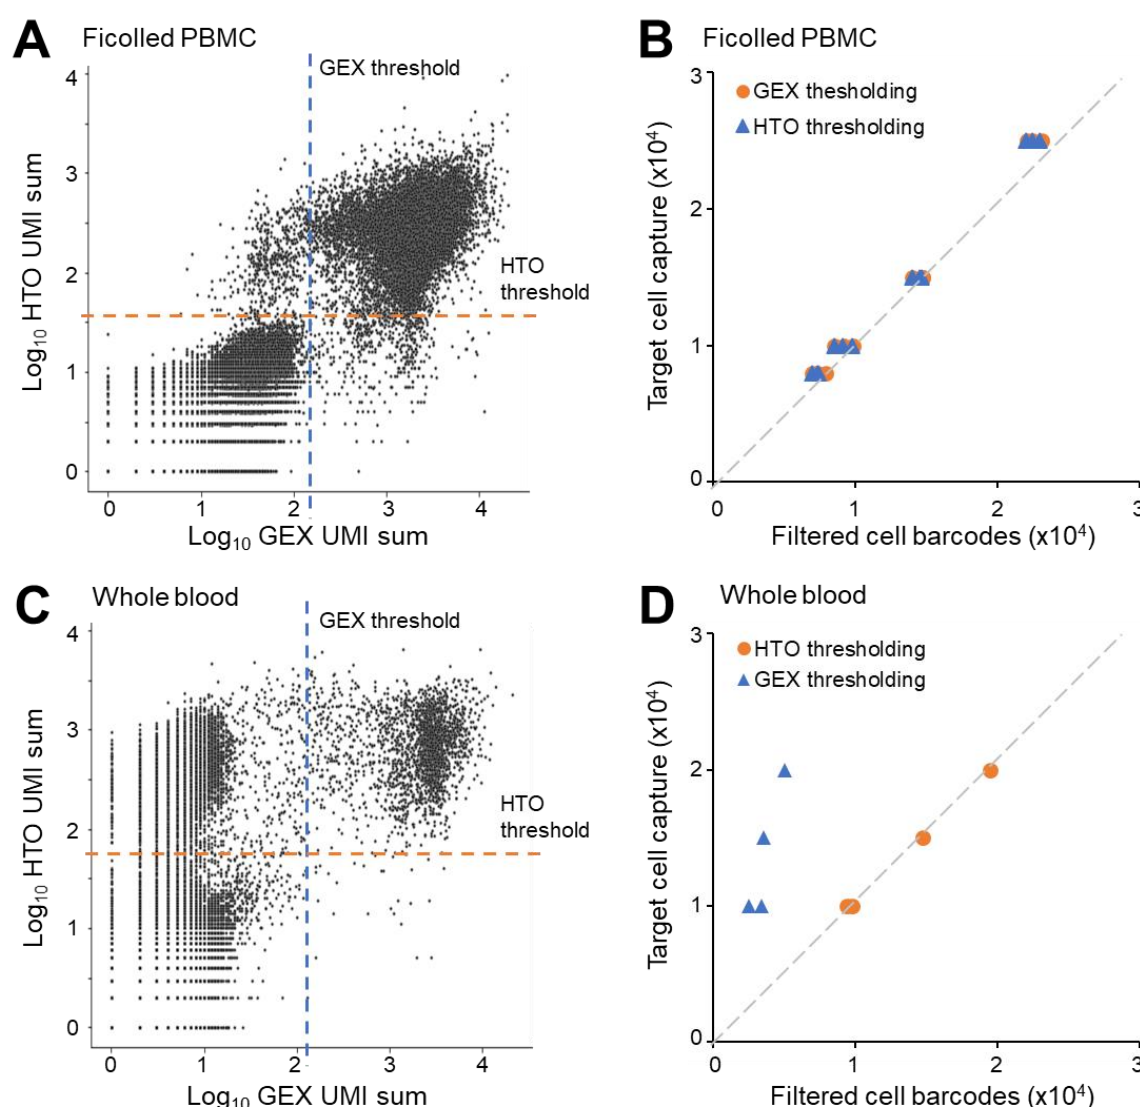 A Ficolled PBMC
GEX threshold
Log10 HTO UMI sum
4
3
2
1
0
HTO
threshold
0 1 2 3 4
Log10 GEX UMI sum
B Ficolled PBMC
GEX thesholding
HTO thresholding
Target cell capture (x10⁴)
3
2
1
0
0 1 2 3
Filtered cell barcodes (x10⁴)
C Whole blood
GEX threshold
Log10 HTO UMI sum
4
3
2
1
0
HTO
threshold
0 1 2 3 4
Log10 GEX UMI sum
D Whole blood
HTO thresholding
GEX thresholding
Target cell capture (x10⁴)
3
2
1
0
0 1 2 3
Filtered cell barcodes (x10⁴)